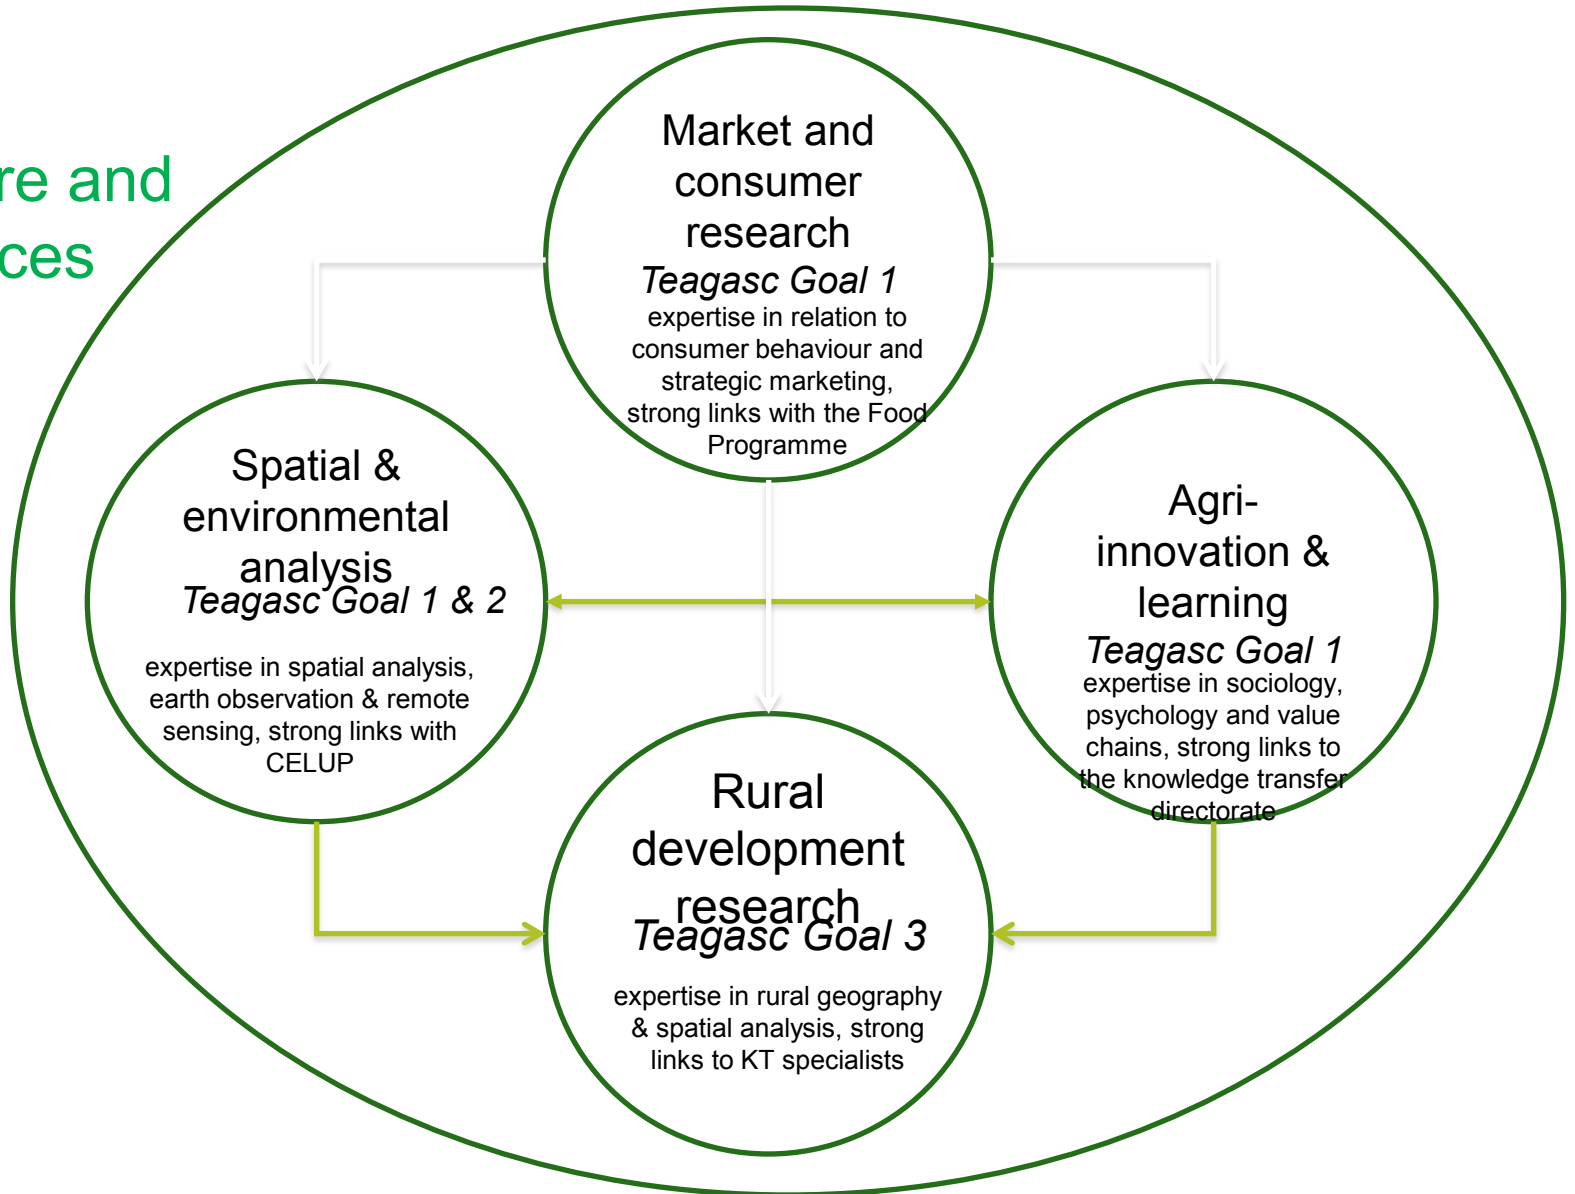 re and
ces
Market and
consumer
research
Teagasc Goal 1
expertise in relation to
consumer behaviour and
strategic marketing,
strong links with the Food
Programme
Spatial &
environmental
analysis
Teagasc Goal 1 & 2
expertise in spatial analysis,
earth observation & remote
sensing, strong links with
CELUP
Agri-
innovation &
learning
Teagasc Goal 1
expertise in sociology,
psychology and value
chains, strong links to
the knowledge transfer
directorate
Rural
development
research
Teagasc Goal 3
expertise in rural geography
& spatial analysis, strong
links to KT specialists